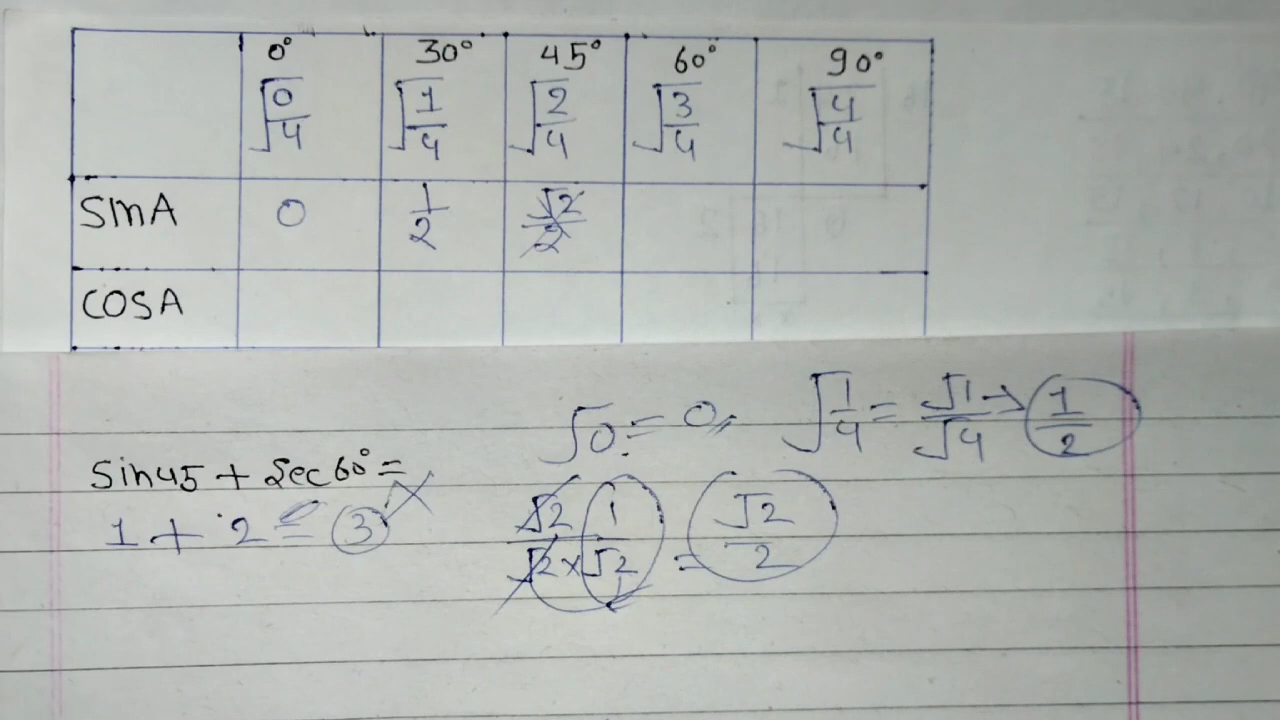 0° 30° 45° 60° 90°
√0/4 √1/4 √2/4 √3/4 √4/4
SinA 0 1/2 √2/2
COSA
√0 = 0, √1/4 = √1/√4 → 1/2
Sin45 + Sec60° =
1 + 2 = 3
√2/√2 × 1/√2 = √2/2